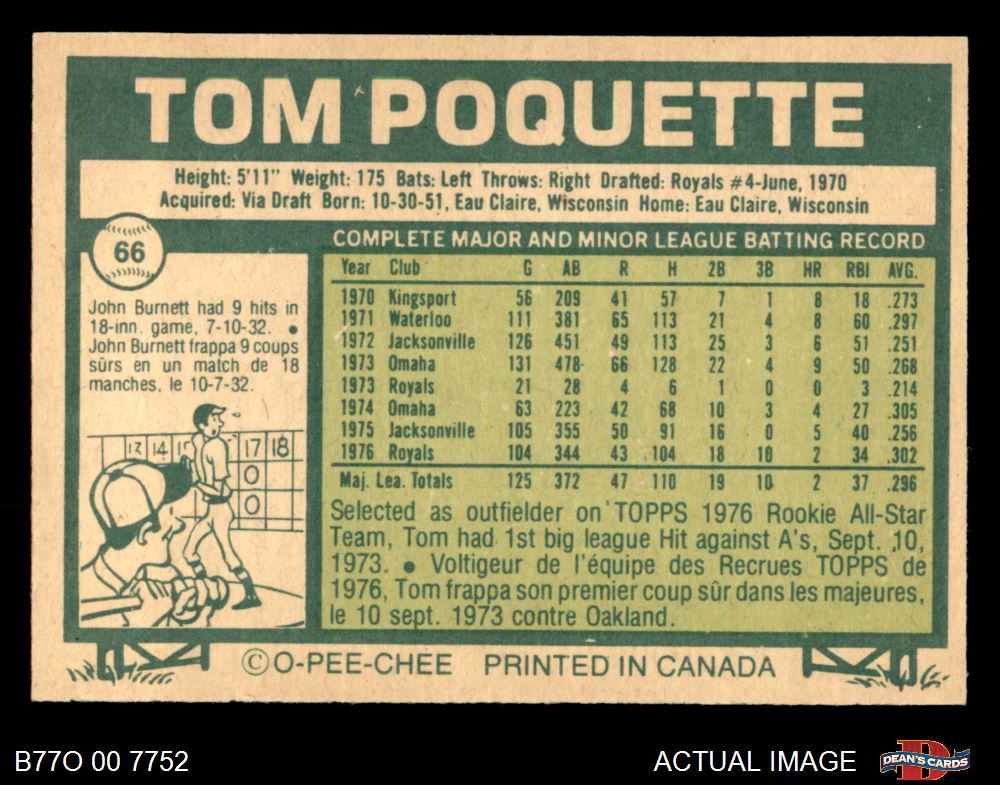 TOM POQUETTE
Height: 5'11" Weight: 175 Bats: Left Throws: Right Drafted: Royals #4-June, 1970
Acquired: Via Draft Born: 10-30-51, Eau Claire, Wisconsin Home: Eau Claire, Wisconsin
66
John Burnett had 9 hits in
18-inn. game, 7-10-32. ●
John Burnett frappa 9 coups
sûrs en un match de 18
manches, le 10-7-32.
13 14 15 17 18
0
0
0
COMPLETE MAJOR AND MINOR LEAGUE BATTING RECORD
Year Club G AB R H 2B 3B HR RBI AVG.
1970 Kingsport 56 209 41 57 7 1 8 18 .273
1971 Waterloo 111 381 65 113 21 4 8 60 .297
1972 Jacksonville 126 451 49 113 25 3 6 51 .251
1973 Omaha 131 478 66 128 22 4 9 50 .268
1973 Royals 21 28 4 6 1 0 0 3 .214
1974 Omaha 63 223 42 68 10 3 4 27 .305
1975 Jacksonville 105 355 50 91 16 0 5 40 .256
1976 Royals 104 344 43 104 18 10 2 34 .302
Maj. Lea. Totals 125 372 47 110 19 10 2 37 .296
Selected as outfielder on TOPPS 1976 Rookie All-Star
Team, Tom had 1st big league Hit against A's, Sept. 10,
1973. ● Voltigeur de l'équipe des Recrues TOPPS de
1976, Tom frappa son premier coup sûr dans les majeures,
le 10 sept. 1973 contre Oakland.
© O-PEE-CHEE PRINTED IN CANADA
B77O 00 7752
ACTUAL IMAGE
D
DEAN'S CARDS